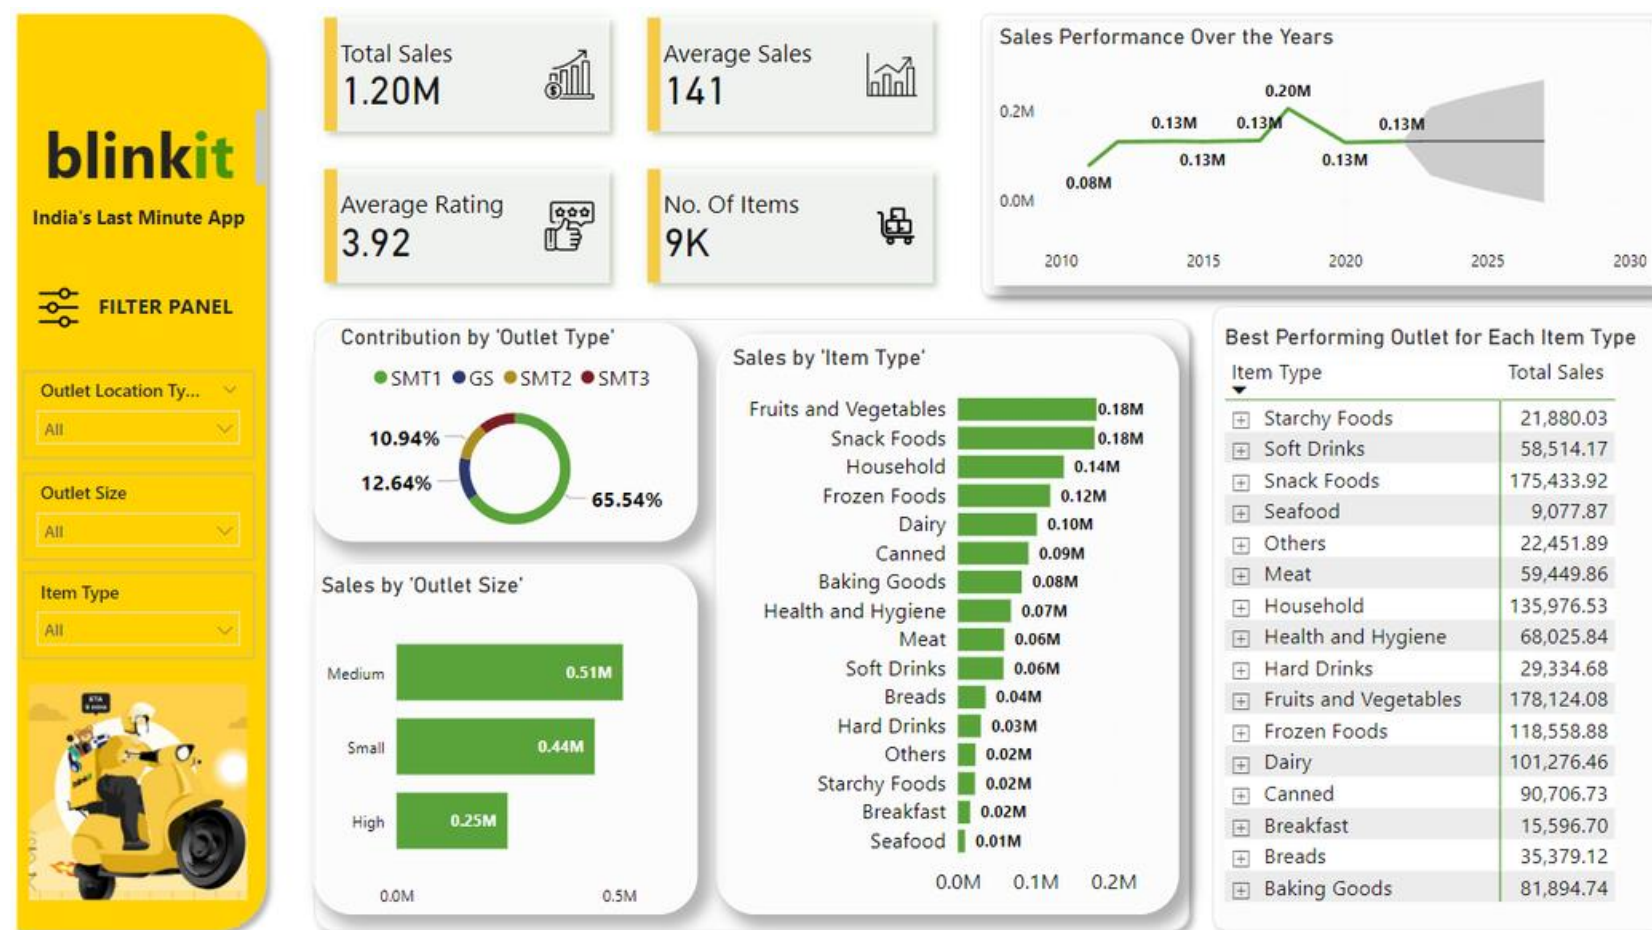 blinkit
India's Last Minute App
FILTER PANEL
Outlet Location Ty...
All
Outlet Size
All
Item Type
All
ETA
blinkit
Total Sales
1.20M
Average Sales
141
Average Rating
3.92
No. Of Items
9K
Sales Performance Over the Years
0.2M
0.0M
0.08M
0.13M
0.13M
0.13M
0.20M
0.13M
0.13M
2010 2015 2020 2025 2030
Contribution by 'Outlet Type'
SMT1 GS SMT2 SMT3
10.94%
12.64%
65.54%
Sales by 'Outlet Size'
Medium 0.51M
Small 0.44M
High 0.25M
0.0M 0.5M
Sales by 'Item Type'
Fruits and Vegetables 0.18M
Snack Foods 0.18M
Household 0.14M
Frozen Foods 0.12M
Dairy 0.10M
Canned 0.09M
Baking Goods 0.08M
Health and Hygiene 0.07M
Meat 0.06M
Soft Drinks 0.06M
Breads 0.04M
Hard Drinks 0.03M
Others 0.02M
Starchy Foods 0.02M
Breakfast 0.02M
Seafood 0.01M
0.0M 0.1M 0.2M
Best Performing Outlet for Each Item Type
Item Type Total Sales
Starchy Foods 21,880.03
Soft Drinks 58,514.17
Snack Foods 175,433.92
Seafood 9,077.87
Others 22,451.89
Meat 59,449.86
Household 135,976.53
Health and Hygiene 68,025.84
Hard Drinks 29,334.68
Fruits and Vegetables 178,124.08
Frozen Foods 118,558.88
Dairy 101,276.46
Canned 90,706.73
Breakfast 15,596.70
Breads 35,379.12
Baking Goods 81,894.74